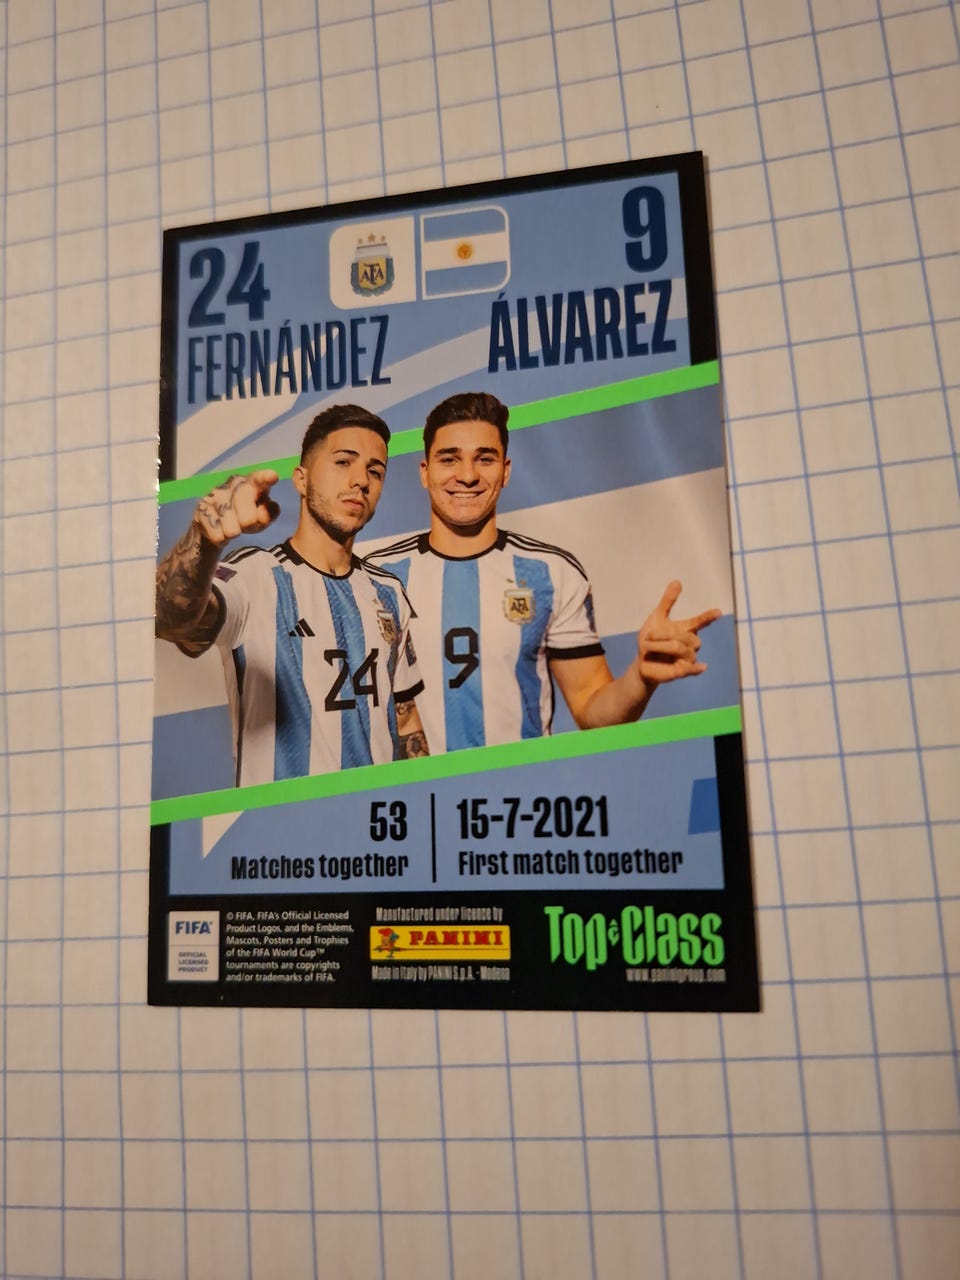 24
FERNÁNDEZ
AFA
9
ÁLVAREZ
24
9
AFA
53
Matches together
15-7-2021
First match together
FIFA®
OFFICIAL
LICENSED
PRODUCT
© FIFA, FIFA's Official Licensed
Product Logos, and the Emblems,
Mascots, Posters and Trophies
of the FIFA World Cup™
tournaments are copyrights
and/or trademarks of FIFA.
Manufactured under licence by
PANINI
Made in Italy by PANINI S.p.A. - Modena
Top Class
www.paninigroup.com